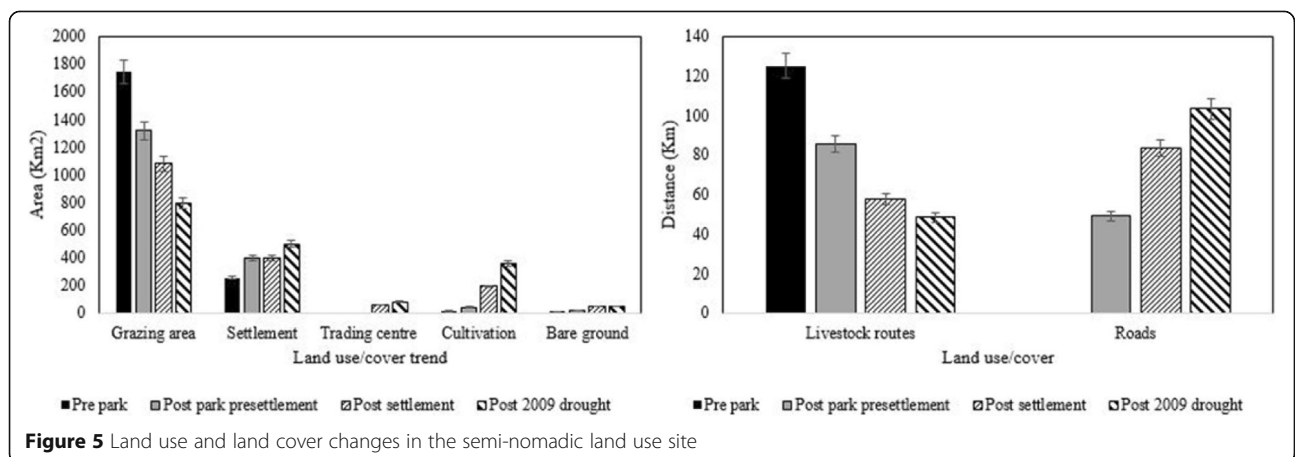 2000
1800
1600
1400
1200
1000
800
600
400
200
0
Area (Km2)
Grazing area Settlement Trading centre Cultivation Bare ground
Land use/cover trend
Pre park Post park presettlement Post settlement Post 2009 drought
140
120
100
80
60
40
20
0
Distance (Km)
Livestock routes Roads
Land use/cover
Pre park Post park presettlement Post settlement Post 2009 drought
Figure 5 Land use and land cover changes in the semi-nomadic land use site